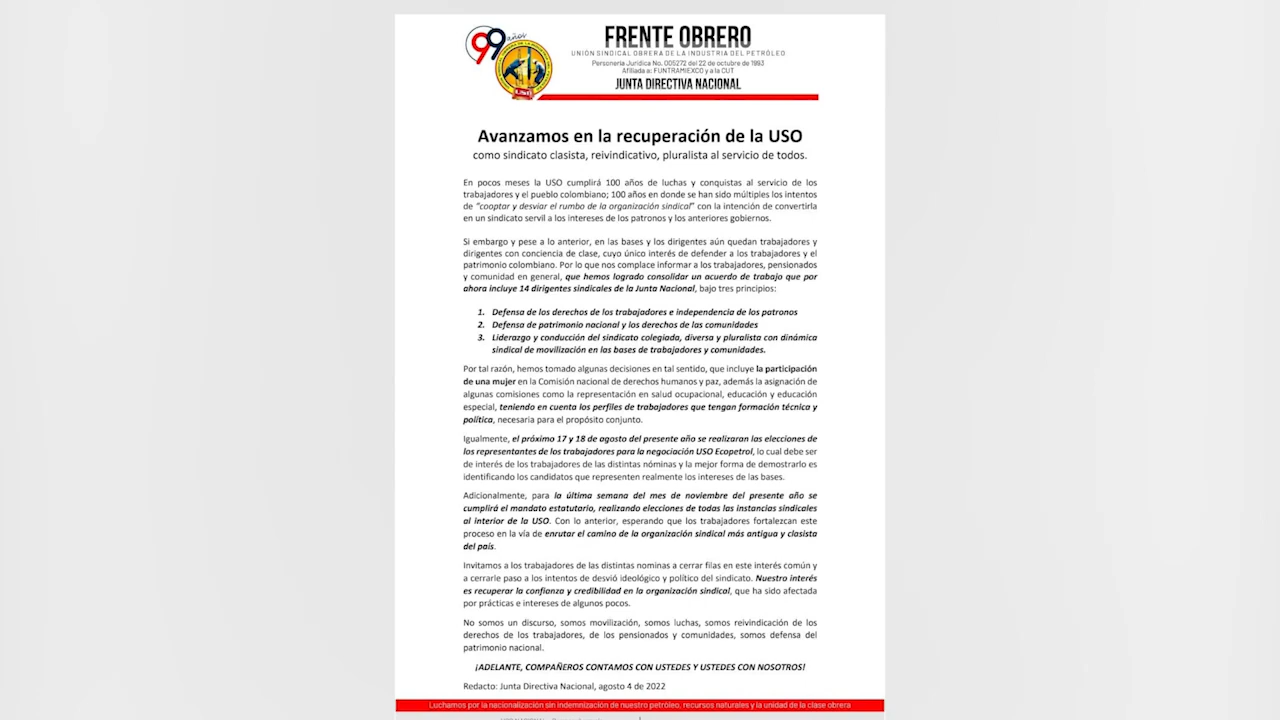 99 años
FRENTE OBRERO
UNION SINDICAL OBRERA DE LA INDUSTRIA DEL PETRÓLEO
Personería Juridica No. 005272 del 22 de octubre de 1993
Afiliada a: FUNTRAMIEXCO y a la CUT
JUNTA DIRECTIVA NACIONAL
USO
Avanzamos en la recuperación de la USO
como sindicato clasista, reivindicativo, pluralista al servicio de todos.
En pocos meses la USO cumplirá 100 años de luchas y conquistas al servicio de los
trabajadores y el pueblo colombiano; 100 años en donde se han sido múltiples los intentos
de "cooptar y desviar el rumbo de la organización sindical" con la intención de convertirla
en un sindicato servil a los intereses de los patronos y los anteriores gobiernos.
Si embargo y pese a lo anterior, en las bases y los dirigentes aún quedan trabajadores y
dirigentes con conciencia de clase, cuyo único interés de defender a los trabajadores y el
patrimonio colombiano. Por lo que nos complace informar a los trabajadores, pensionados
y comunidad en general, que hemos logrado consolidar un acuerdo de trabajo que por
ahora incluye 14 dirigentes sindicales de la Junta Nacional, bajo tres principios:
1. Defensa de los derechos de los trabajadores e independencia de los patronos
2. Defensa de patrimonio nacional y los derechos de las comunidades
3. Liderazgo y conducción del sindicato colegiada, diversa y pluralista con dinámica
sindical de movilización en las bases de trabajadores y comunidades.
Por tal razón, hemos tomado algunas decisiones en tal sentido, que incluye la participación
de una mujer en la Comisión nacional de derechos humanos y paz, además la asignación de
algunas comisiones como la representación en salud ocupacional, educación y educación
especial, teniendo en cuenta los perfiles de trabajadores que tengan formación técnica y
política, necesaria para el propósito conjunto.
Igualmente, el próximo 17 y 18 de agosto del presente año se realizaran las elecciones de
los representantes de los trabajadores para la negociación USO Ecopetrol, lo cual debe ser
de interés de los trabajadores de las distintas nóminas y la mejor forma de demostrarlo es
identificando los candidatos que representen realmente los intereses de las bases.
Adicionalmente, para la última semana del mes de noviembre del presente año se
cumplirá el mandato estatutario, realizando elecciones de todas las instancias sindicales
al interior de la USO. Con lo anterior, esperando que los trabajadores fortalezcan este
proceso en la vía de enrutar el camino de la organización sindical más antigua y clasista
del país.
Invitamos a los trabajadores de las distintas nominas a cerrar filas en este interés común y
a cerrarle paso a los intentos de desvió ideológico y político del sindicato. Nuestro interés
es recuperar la confianza y credibilidad en la organización sindical, que ha sido afectada
por prácticas e intereses de algunos pocos.
No somos un discurso, somos movilización, somos luchas, somos reivindicación de los
derechos de los trabajadores, de los pensionados y comunidades, somos defensa del
patrimonio nacional.
¡ADELANTE, COMPAÑEROS CONTAMOS CON USTEDES Y USTEDES CON NOSOTROS!
Redacto: Junta Directiva Nacional, agosto 4 de 2022
Luchamos por la nacionalización sin indemnización de nuestro petróleo, recursos naturales y la unidad de la clase obrera